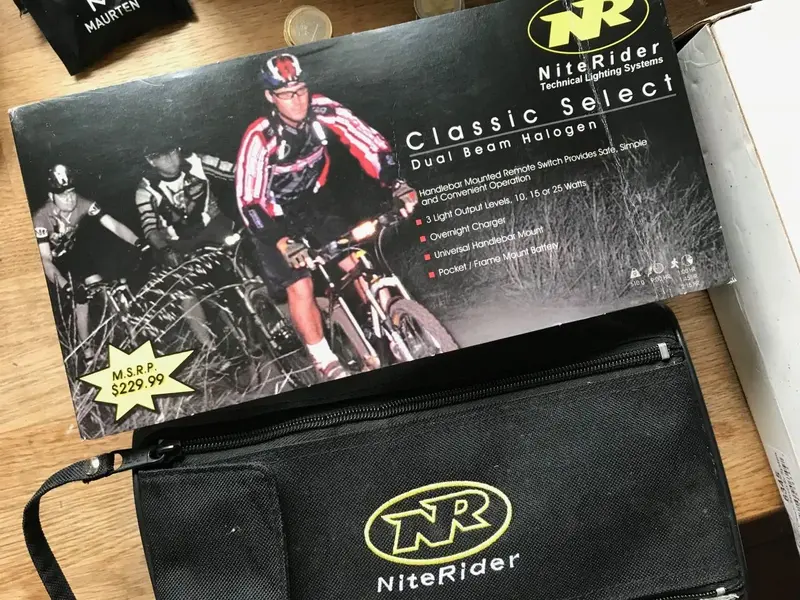 MAURTEN
NR
NiteRider
Technical Lighting Systems
Classic Select
Dual Beam Halogen
Handlebar Mounted Remote Switch Provides Safe, Simple
and Convenient Operation
3 Light Output Levels, 10, 15 or 25 Watts
Overnight Charger
Universal Handlebar Mount
Pocket / Frame Mount Battery
M.S.R.P.
$229.99
NR
NiteRider